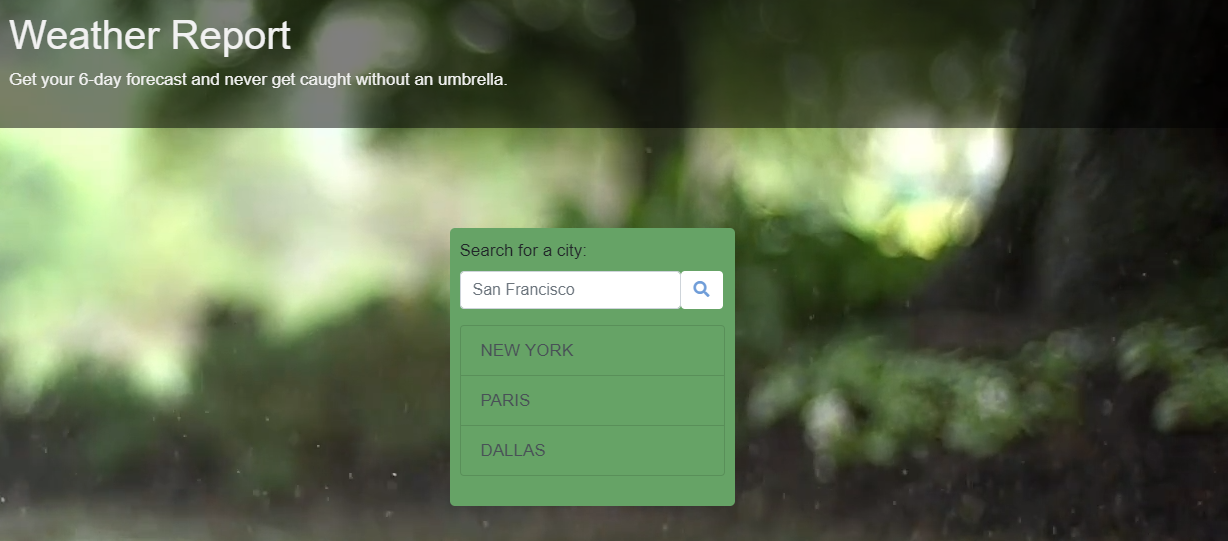 Weather Report
Get your 6-day forecast and never get caught without an umbrella.
Search for a city:
San Francisco
NEW YORK
PARIS
DALLAS